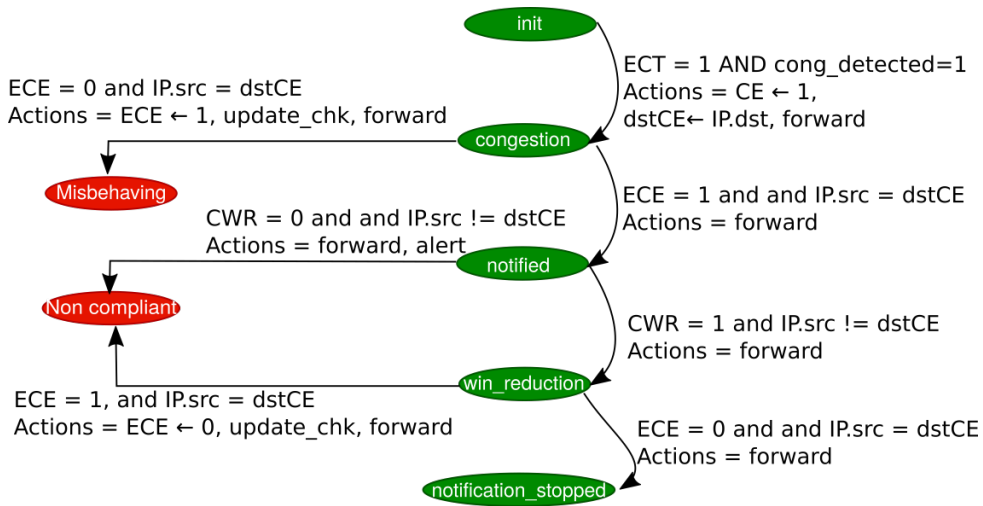 init
ECT = 1 AND cong_detected=1
Actions = CE ← 1,
dstCE← IP.dst, forward
ECE = 0 and IP.src = dstCE
Actions = ECE ← 1, update_chk, forward
congestion
Misbehaving
ECE = 1 and and IP.src = dstCE
Actions = forward
CWR = 0 and and IP.src != dstCE
Actions = forward, alert
notified
Non compliant
CWR = 1 and IP.src != dstCE
Actions = forward
win_reduction
ECE = 1, and IP.src = dstCE
Actions = ECE ← 0, update_chk, forward
ECE = 0 and and IP.src = dstCE
Actions = forward
notification_stopped